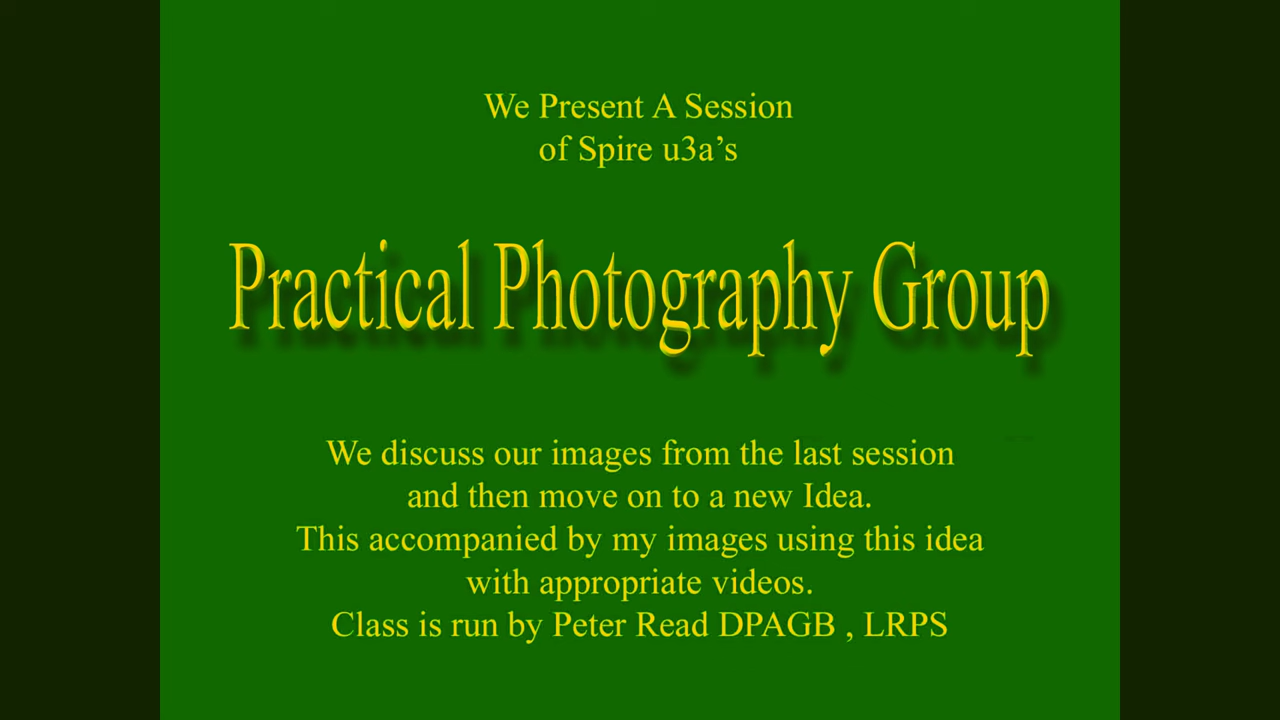 We Present A Session
of Spire u3a’s
Practical Photography Group
We discuss our images from the last session
and then move on to a new Idea.
This accompanied by my images using this idea
with appropriate videos.
Class is run by Peter Read DPAGB , LRPS